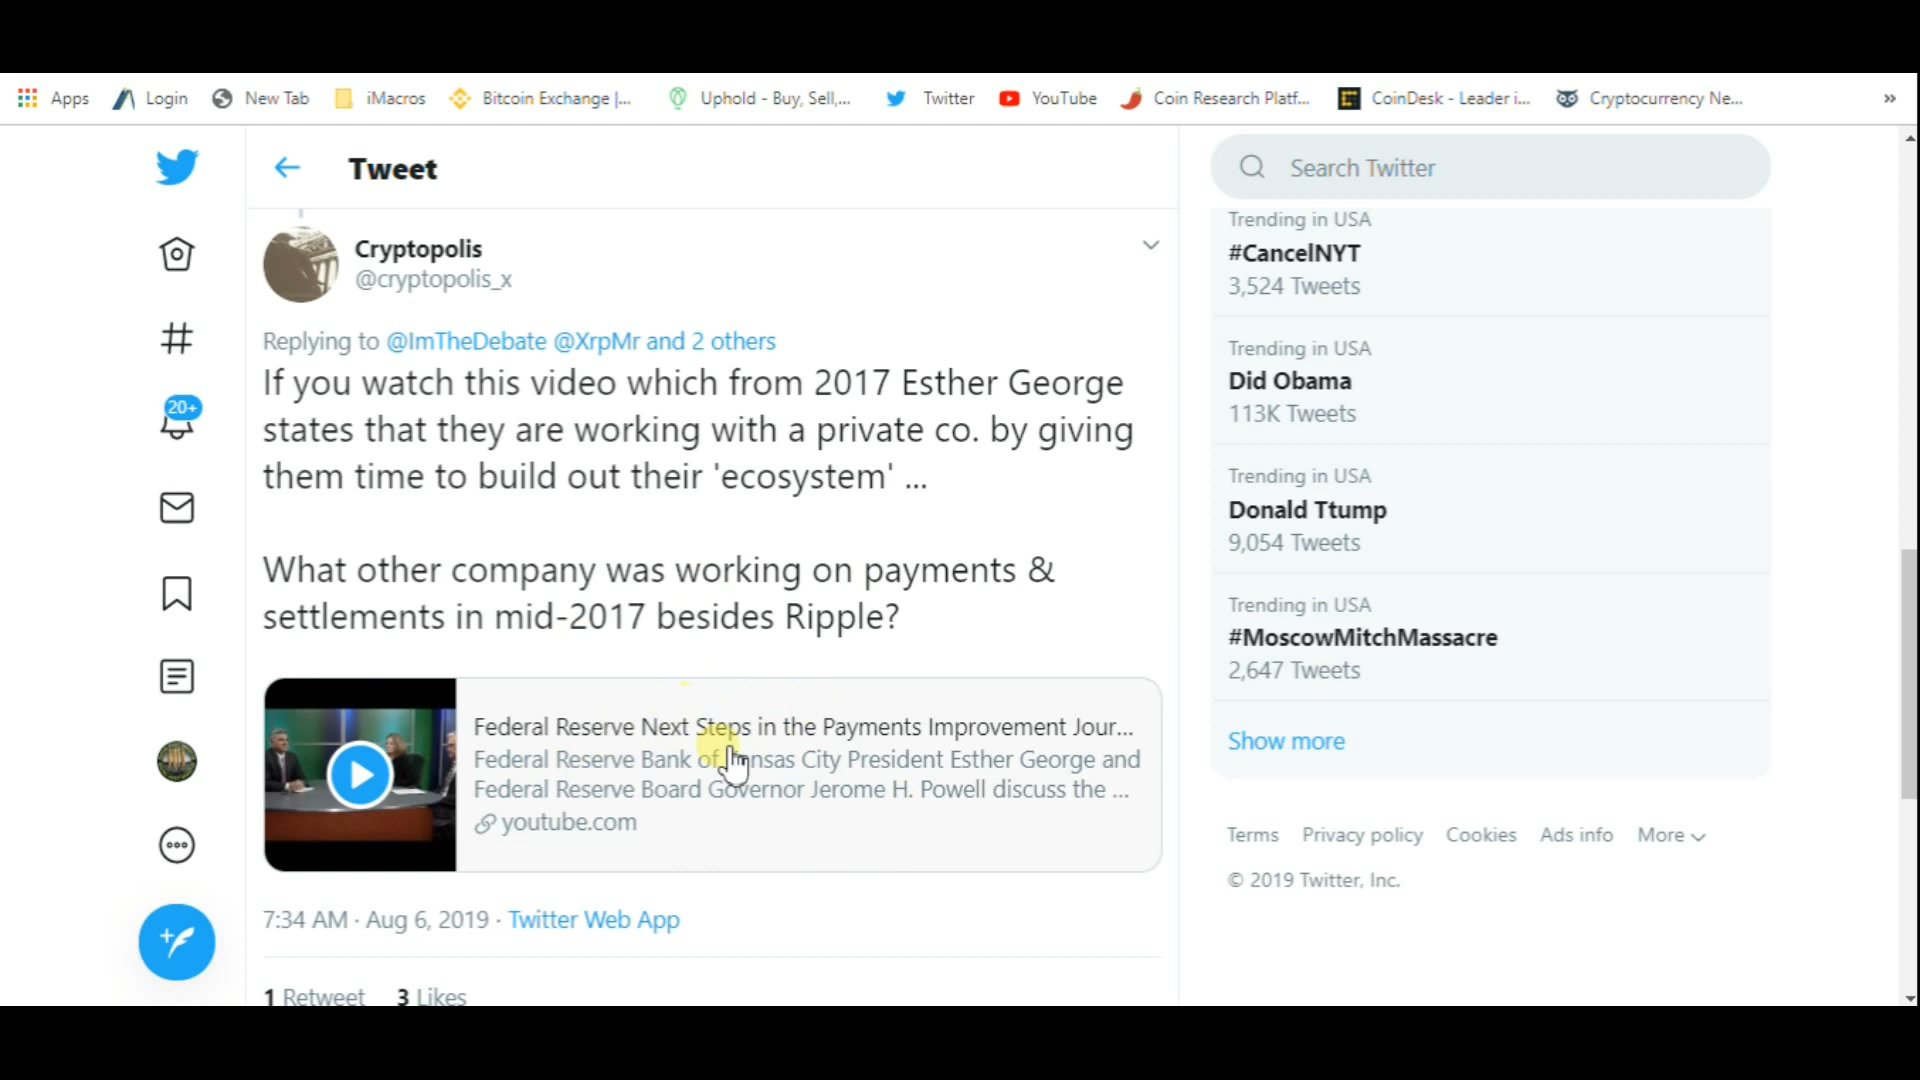 Apps Login New Tab iMacros Bitcoin Exchange |... Uphold - Buy, Sell,... Twitter YouTube Coin Research Platf... CoinDesk - Leader i... Cryptocurrency Ne... »
Tweet
Cryptopolis
@cryptopolis_x
Replying to @ImTheDebate @XrpMr and 2 others
If you watch this video which from 2017 Esther George
states that they are working with a private co. by giving
them time to build out their 'ecosystem' ...
What other company was working on payments &
settlements in mid-2017 besides Ripple?
Federal Reserve Next Steps in the Payments Improvement Jour...
Federal Reserve Bank of City President Esther George and
Federal Reserve Board Governor Jerome H. Powell discuss the ...
youtube.com
7:34 AM · Aug 6, 2019 · Twitter Web App
1 Retweet 3 Likes
20+
Search Twitter
Trending in USA
#CancelNYT
3,524 Tweets
Trending in USA
Did Obama
113K Tweets
Trending in USA
Donald Ttump
9,054 Tweets
Trending in USA
#MoscowMitchMassacre
2,647 Tweets
Show more
Terms Privacy policy Cookies Ads info More
© 2019 Twitter, Inc.